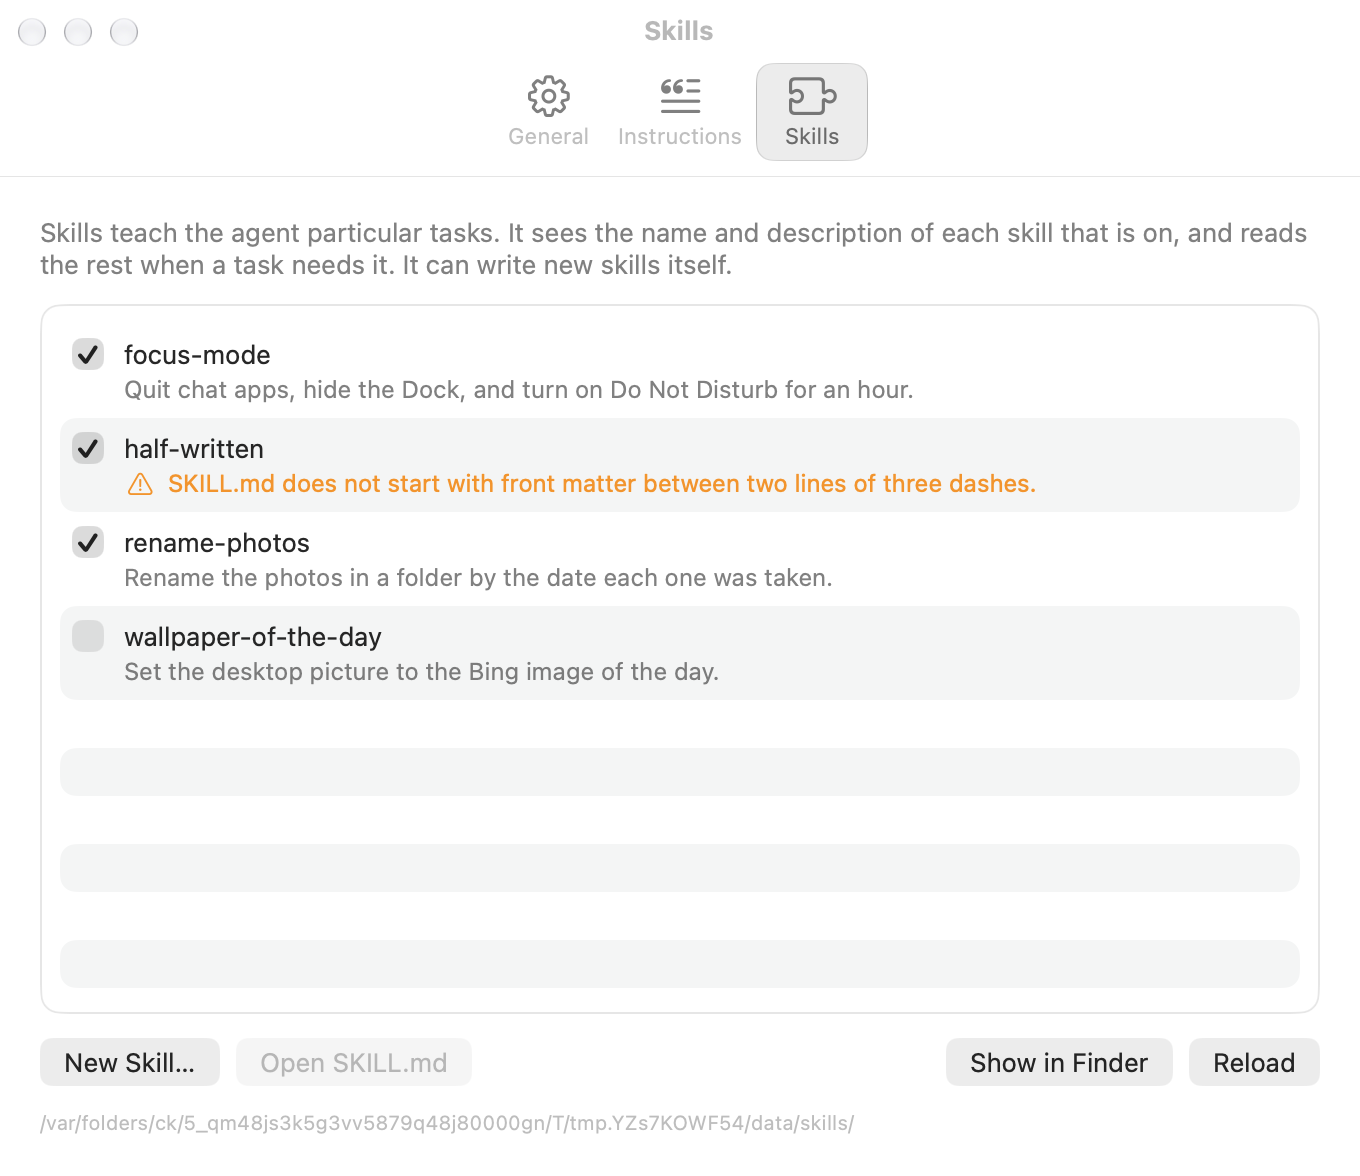 Skills
General
Instructions
Skills
Skills teach the agent particular tasks. It sees the name and description of each skill that is on, and reads
the rest when a task needs it. It can write new skills itself.
focus-mode
Quit chat apps, hide the Dock, and turn on Do Not Disturb for an hour.
half-written
SKILL.md does not start with front matter between two lines of three dashes.
rename-photos
Rename the photos in a folder by the date each one was taken.
wallpaper-of-the-day
Set the desktop picture to the Bing image of the day.
New Skill...
Open SKILL.md
Show in Finder
Reload
/var/folders/ck/5_qm48js3k5g3vv5879q48j80000gn/T/tmp.YZs7KOWF54/data/skills/